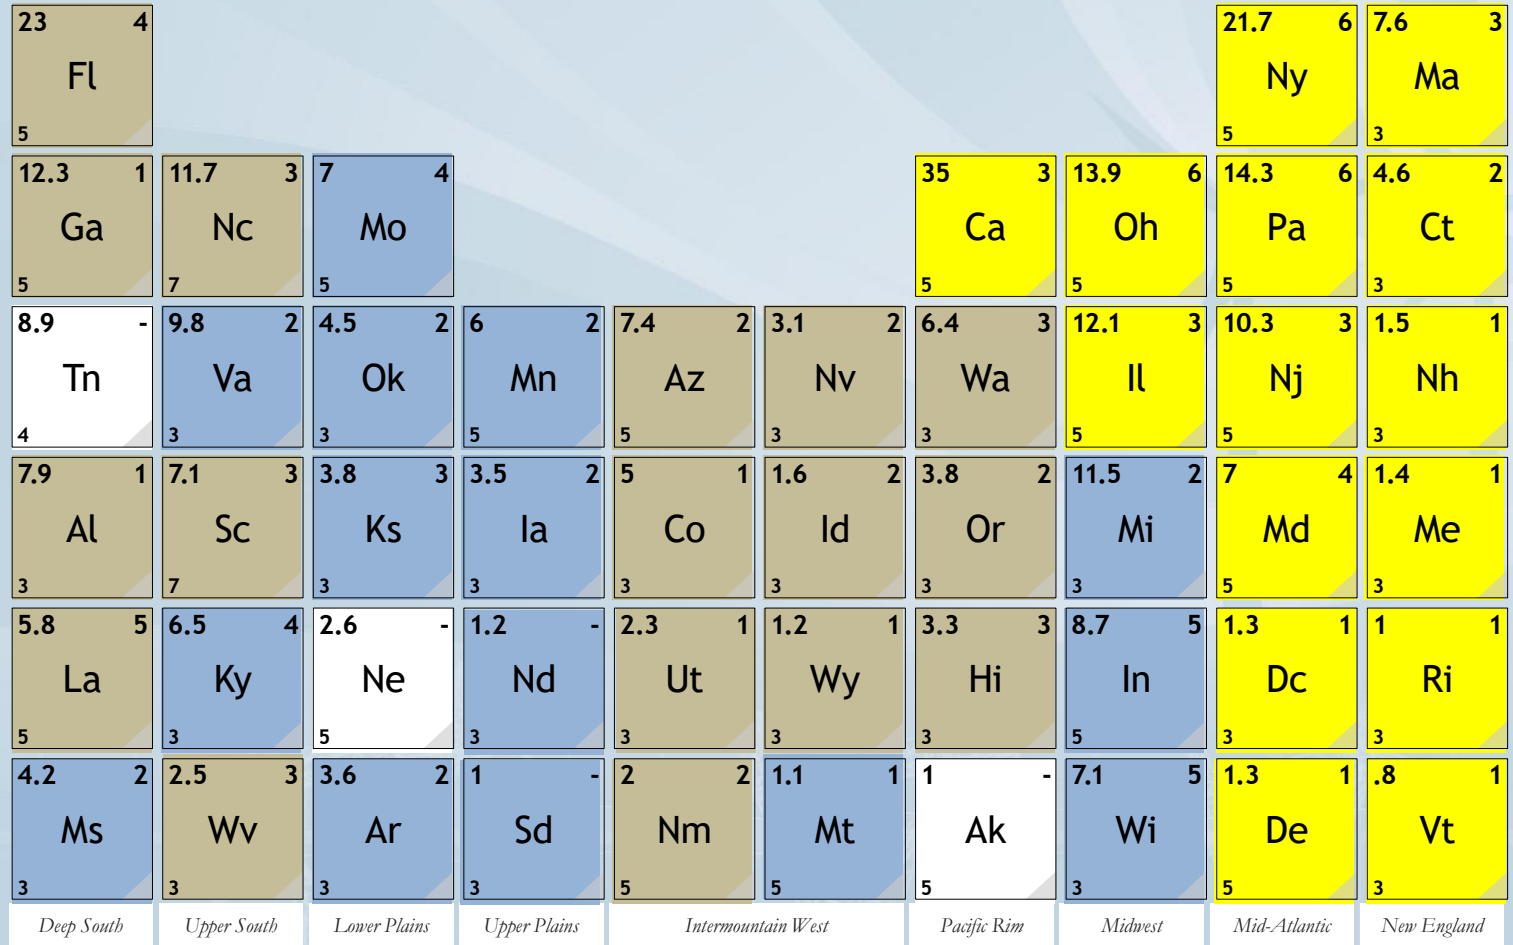 23 4 21.7 6 7.6 3
Fl Ny Ma
5 5 3
12.3 1 11.7 3 7 4 35 3 13.9 6 14.3 6 4.6 2
Ga Nc Mo Ca Oh Pa Ct
5 7 5 5 5 5 3
8.9 - 9.8 2 4.5 2 6 2 7.4 2 3.1 2 6.4 3 12.1 3 10.3 3 1.5 1
Tn Va Ok Mn Az Nv Wa Il Nj Nh
4 3 3 5 5 3 3 5 5 3
7.9 1 7.1 3 3.8 3 3.5 2 5 1 1.6 2 3.8 2 11.5 2 7 4 1.4 1
Al Sc Ks Ia Co Id Or Mi Md Me
3 7 3 3 3 3 3 3 5 3
5.8 5 6.5 4 2.6 - 1.2 - 2.3 1 1.2 1 3.3 3 8.7 5 1.3 1 1 1
La Ky Ne Nd Ut Wy Hi In Dc Ri
5 3 5 3 3 3 3 5 3 3
4.2 2 2.5 3 3.6 2 1 - 2 2 1.1 1 1 - 7.1 5 1.3 1 .8 1
Ms Wv Ar Sd Nm Mt Ak Wi De Vt
3 3 3 3 5 5 5 3 5 3
Deep South Upper South Lower Plains Upper Plains Intermountain West Pacific Rim Midwest Mid-Atlantic New England